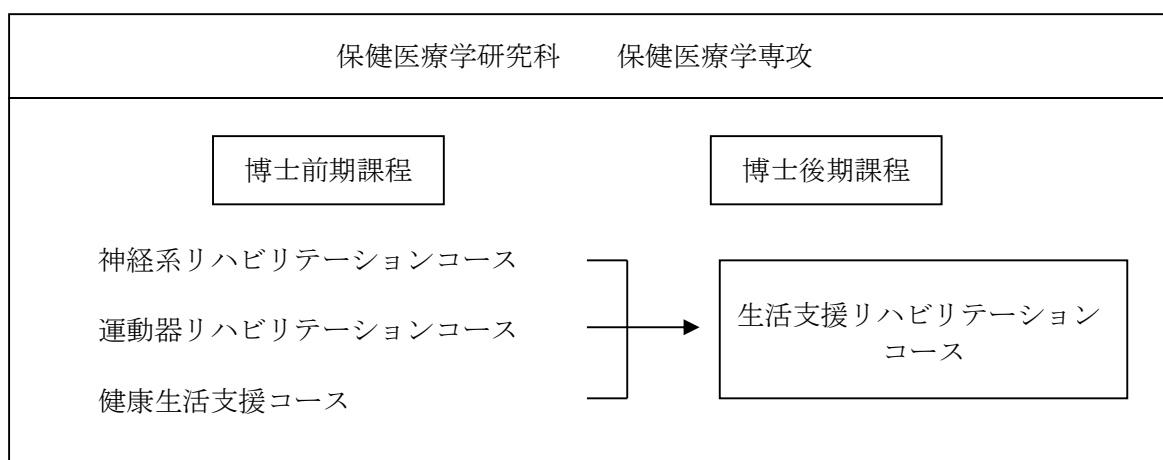 保健医療学研究科　　保健医療学専攻
博士前期課程
博士後期課程
神経系リハビリテーションコース
運動器リハビリテーションコース
健康生活支援コース
生活支援リハビリテーション
コース